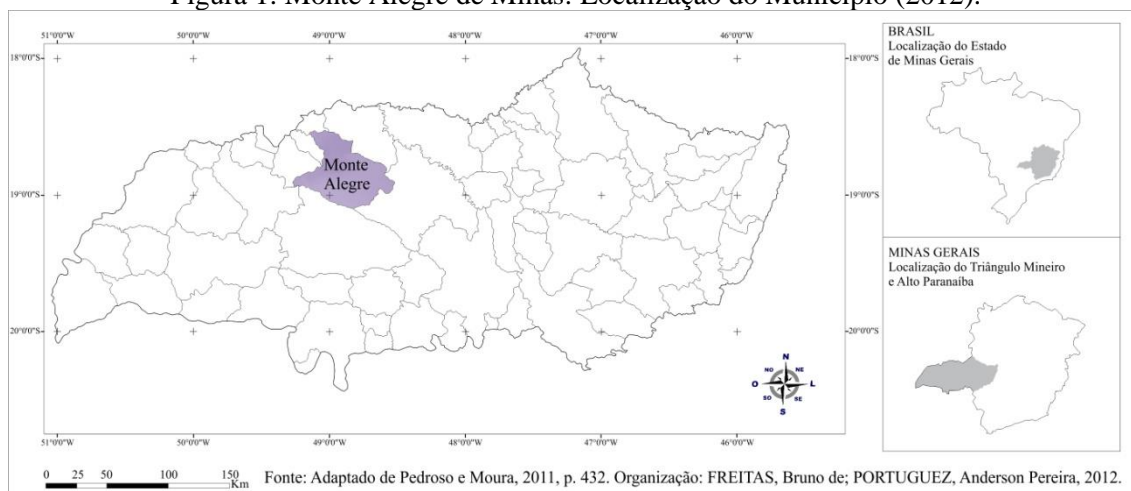 Figura 1: Monte Alegre de Minas: Localização do Município (2012).
51°0'0"W 50°0'0"W 49°0'0"W 48°0'0"W 47°0'0"W 46°0'0"W
18°0'0"S 18°0'0"S
Monte
Alegre
19°0'0"S 19°0'0"S
20°0'0"S 20°0'0"S
N
NO NE
O L
SO SE
S
51°0'0"W 50°0'0"W 49°0'0"W 48°0'0"W 47°0'0"W 46°0'0"W
BRASIL
Localização do Estado
de Minas Gerais
MINAS GERAIS
Localização do Triângulo Mineiro
e Alto Paranaíba
0 25 50 100 150
Km
Fonte: Adaptado de Pedroso e Moura, 2011, p. 432. Organização: FREITAS, Bruno de; PORTUGUEZ, Anderson Pereira, 2012.